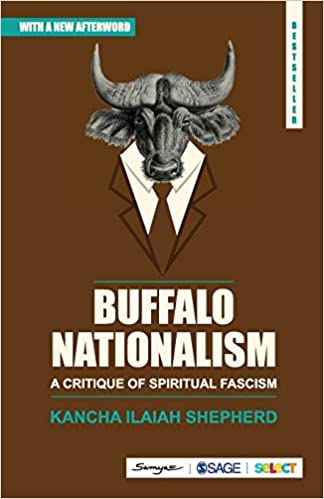 WITH A NEW AFTERWORD
BESTSELLER
BUFFALO
NATIONALISM
A CRITIQUE OF SPIRITUAL FASCISM
KANCHA ILAIAH SHEPHERD
Samya
SAGE
SELECT